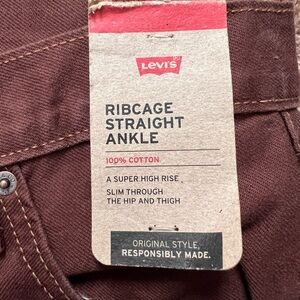 Levi's
RIBCAGE
STRAIGHT
ANKLE
100% COTTON
A SUPER HIGH RISE
SLIM THROUGH
THE HIP AND THIGH
ORIGINAL STYLE,
RESPONSIBLY MADE.